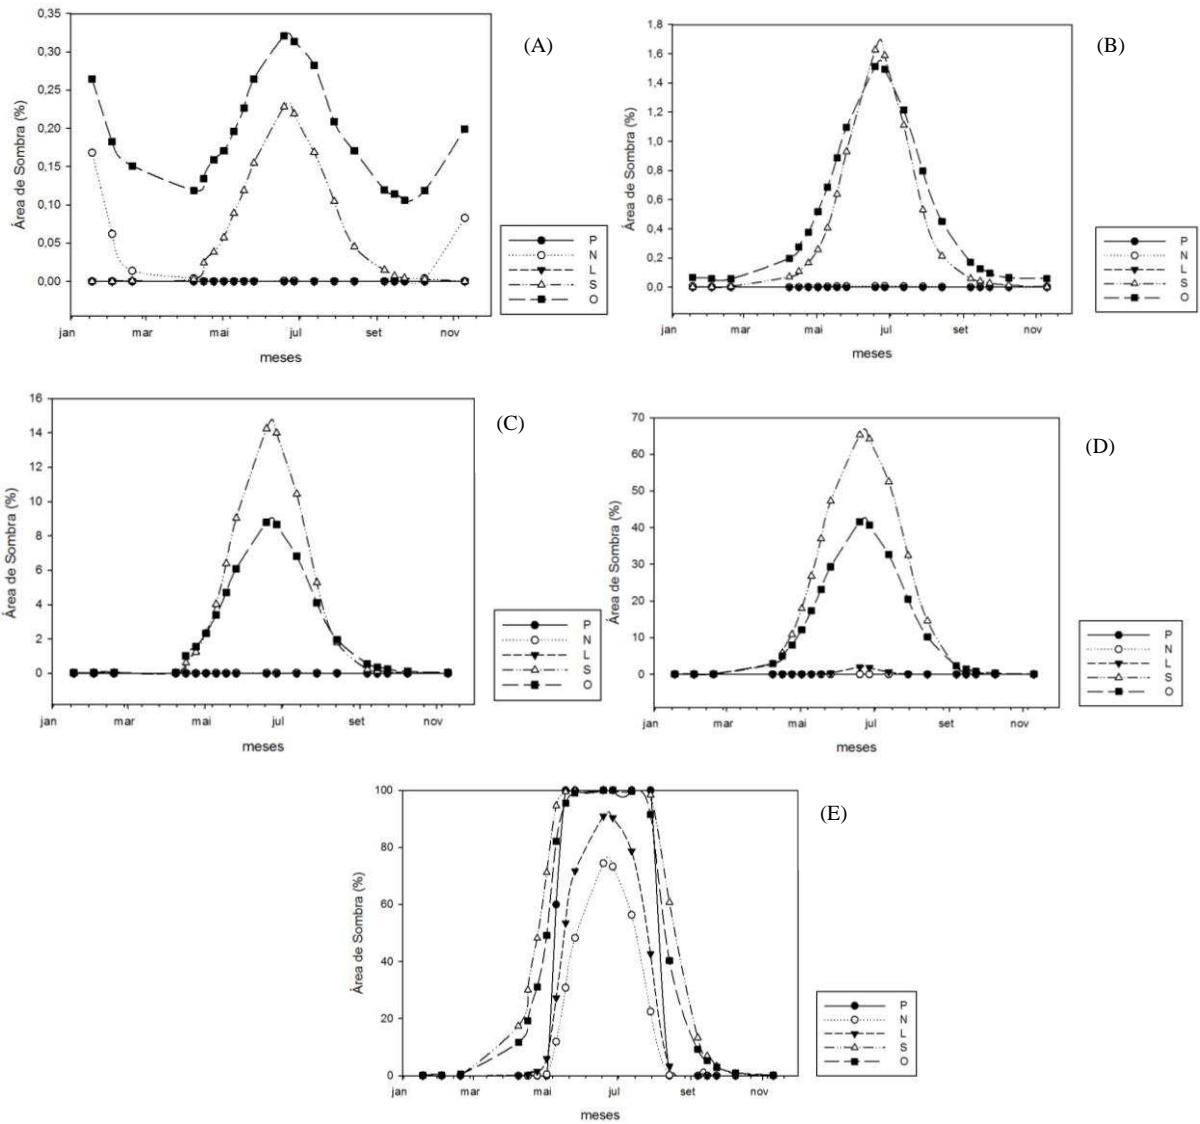 0,35
0,30
0,25
0,20
0,15
0,10
0,05
0,00
Área de Sombra (%)
jan mar mai jul set nov
meses
(A)
P
N
L
S
O
1,8
1,6
1,4
1,2
1,0
0,8
0,6
0,4
0,2
0,0
Área de Sombra (%)
jan mar mai jul set nov
meses
(B)
P
N
L
S
O
16
14
12
10
8
6
4
2
0
Área de Sombra (%)
jan mar mai jul set nov
meses
(C)
P
N
L
S
O
70
60
50
40
30
20
10
0
Área de Sombra (%)
jan mar mai jul set nov
meses
(D)
P
N
L
S
O
100
80
60
40
20
0
Área de Sombra (%)
jan mar mai jul set nov
meses
(E)
P
N
L
S
O